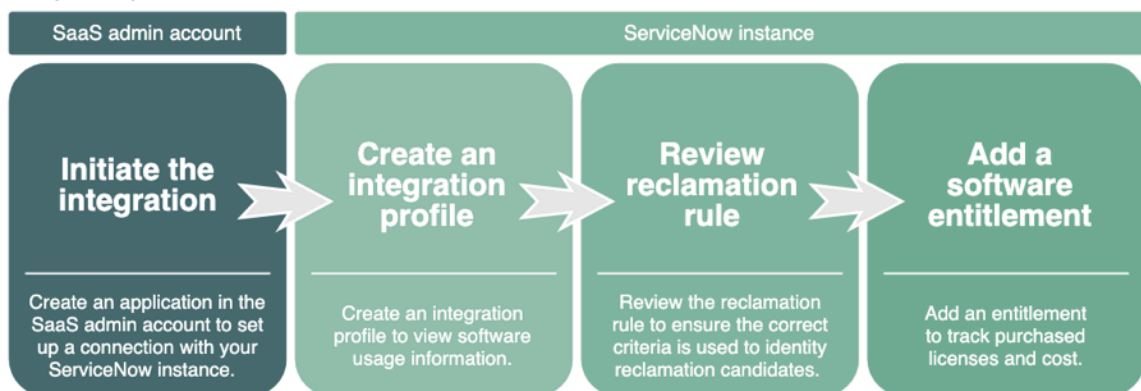 SaaS admin account
ServiceNow instance
Initiate the
integration
Create an application in the
SaaS admin account to set
up a connection with your
ServiceNow instance.
Create an
integration
profile
Create an integration
profile to view software
usage information.
Review
reclamation
rule
Review the reclamation
rule to ensure the correct
criteria is used to identity
reclamation candidates.
Add a
software
entitlement
Add an entitlement
to track purchased
licenses and cost.